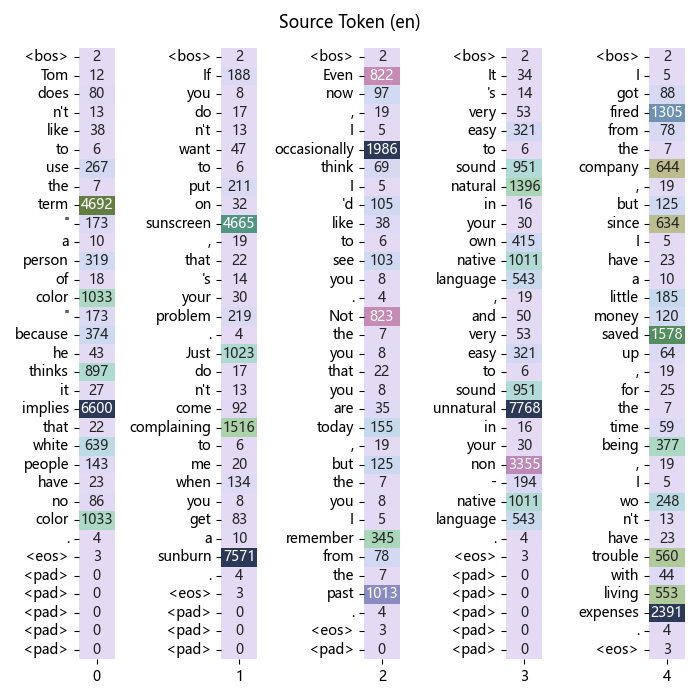 Source Token (en)
<bos> 2
Tom 12
does 80
n't 13
like 38
to 6
use 267
the 7
term 4692
" 173
a 10
person 319
of 18
color 1033
" 173
because 374
he 43
thinks 897
it 27
implies 6600
that 22
white 639
people 143
have 23
no 86
color 1033
. 4
<eos> 3
<pad> 0
<pad> 0
<pad> 0
<pad> 0
<pad> 0
0
<bos> 2
If 188
you 8
do 17
n't 13
want 47
to 6
put 211
on 32
sunscreen 4665
, 19
that 22
's 14
your 30
problem 219
. 4
Just 1023
do 17
n't 13
come 92
complaining 1516
to 6
me 20
when 134
you 8
get 83
a 10
sunburn 7571
. 4
<eos> 3
<pad> 0
<pad> 0
<pad> 0
1
<bos> 2
Even 822
now 97
, 19
I 5
occasionally 1986
think 69
I 5
'd 105
like 38
to 6
see 103
you 8
. 4
Not 823
the 7
you 8
that 22
you 8
are 35
today 155
, 19
but 125
the 7
you 8
I 5
remember 345
from 78
the 7
past 1013
. 4
<eos> 3
<pad> 0
2
<bos> 2
It 34
's 14
very 53
easy 321
to 6
sound 951
natural 1396
in 16
your 30
own 415
native 1011
language 543
, 19
and 50
very 53
easy 321
to 6
sound 951
unnatural 7768
in 16
your 30
non 3355
- 194
native 1011
language 543
. 4
<eos> 3
<pad> 0
<pad> 0
<pad> 0
<pad> 0
<pad> 0
3
<bos> 2
I 5
got 88
fired 1305
from 78
the 7
company 644
, 19
but 125
since 634
I 5
have 23
a 10
little 185
money 120
saved 1578
up 64
, 19
for 25
the 7
time 59
being 377
, 19
I 5
wo 248
n't 13
have 23
trouble 560
with 44
living 553
expenses 2391
. 4
<eos> 3
4